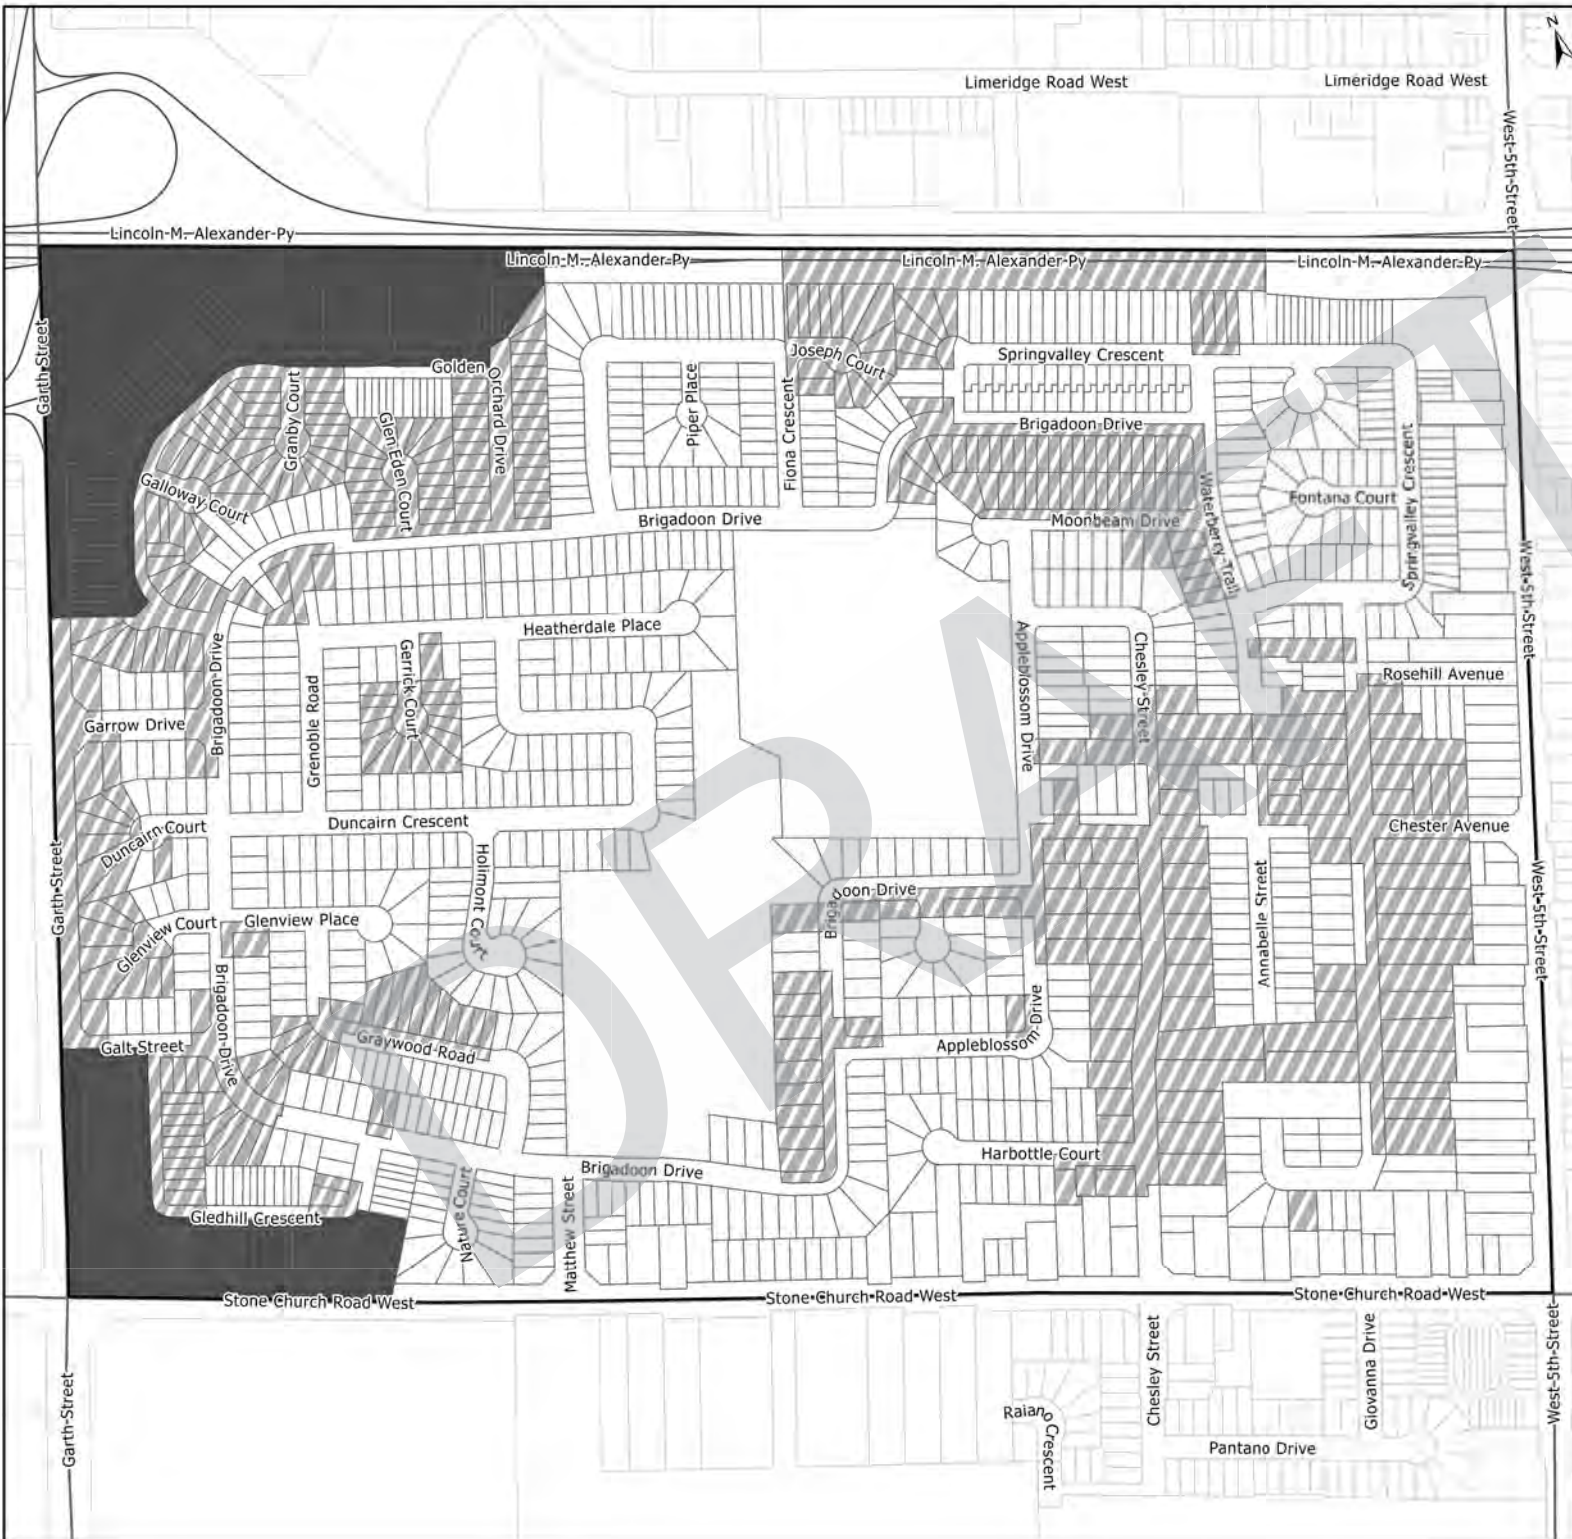 Limeridge Road West
Limeridge Road West
z
West 5th Street
Lincoln M. Alexander Py
Lincoln M. Alexander Py
Lincoln M. Alexander Py
Lincoln M. Alexander Py
Garth Street
Golden Orchard Drive
Granby Court
Glen Eden Court
Galloway Court
Piper Place
Joseph Court
Fiona Crescent
Springvalley Crescent
Brigadoon Drive
Springvalley Crescent
Fontana Court
Waterberry Trail
Brigadoon Drive
Moonbeam Drive
West 5th Street
Heatherdale Place
Gerrick Court
Brigadoon Drive
Grenoble Road
Garrow Drive
Appleblossom Drive
Chesley Street
Rosehill Avenue
Duncairn Court
Duncairn Crescent
Chester Avenue
Garth Street
Holimont Court
Brigadoon Drive
Annabelle Street
West 5th Street
Glenview Court
Glenview Place
Brigadoon Drive
Galt Street
Graywood Road
Appleblossom Drive
Harbottle Court
Brigadoon Drive
Nature Court
Matthew Street
Gledhill Crescent
Stone Church Road West
Stone Church Road West
Stone Church Road West
Garth Street
Raiano Crescent
Chesley Street
Pantano Drive
Giovanna Drive
West 5th Street
DRAFT